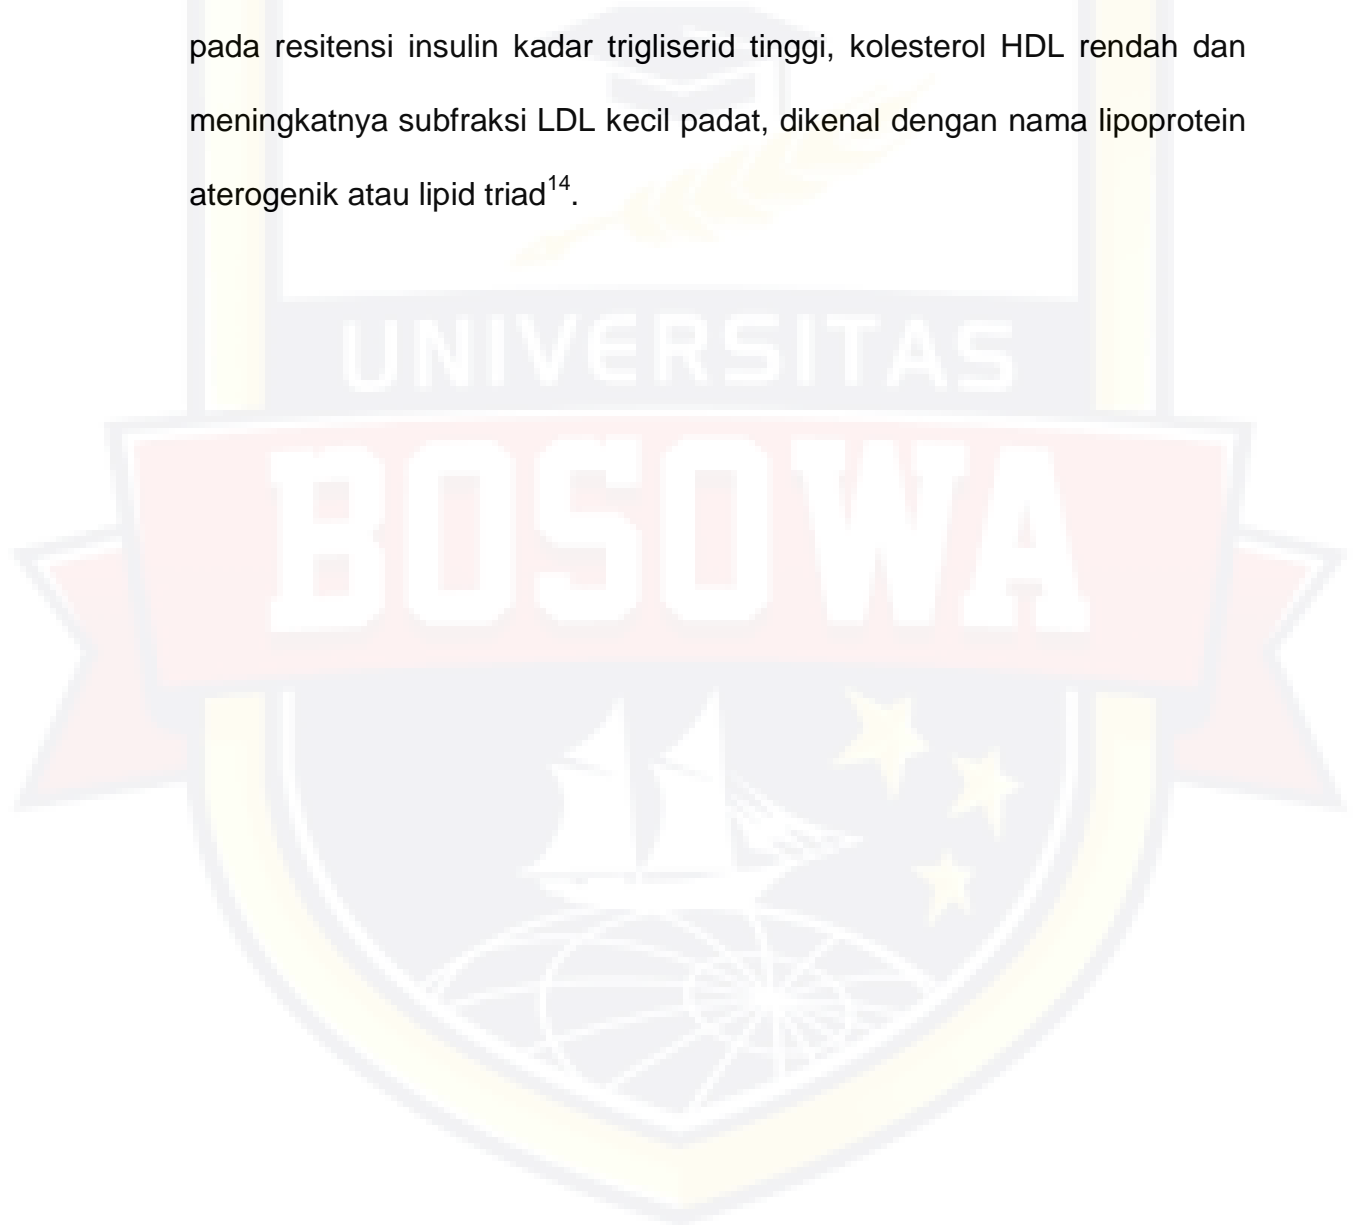 pada resitensi insulin kadar trigliserid tinggi, kolesterol HDL rendah dan
meningkatnya subfraksi LDL kecil padat, dikenal dengan nama lipoprotein
aterogenik atau lipid triad¹⁴.
UNIVERSITAS
BOSOWA